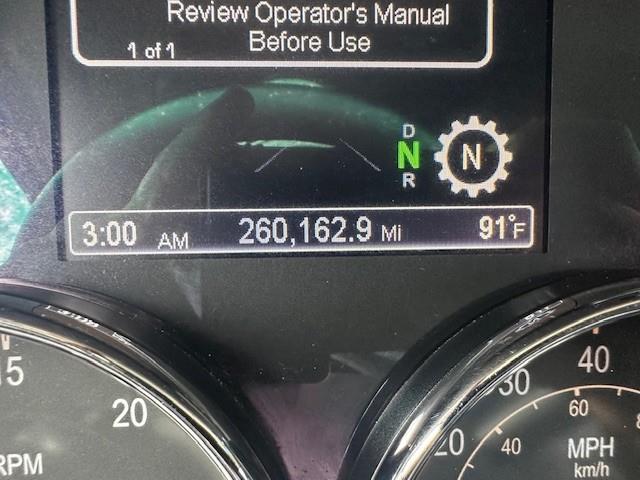 Review Operator's Manual
Before Use
1 of 1
D
N
R
N
3:00 AM 260,162.9 Mi 91°F
15
20
RPM
20
30
40
40
60
MPH
km/h